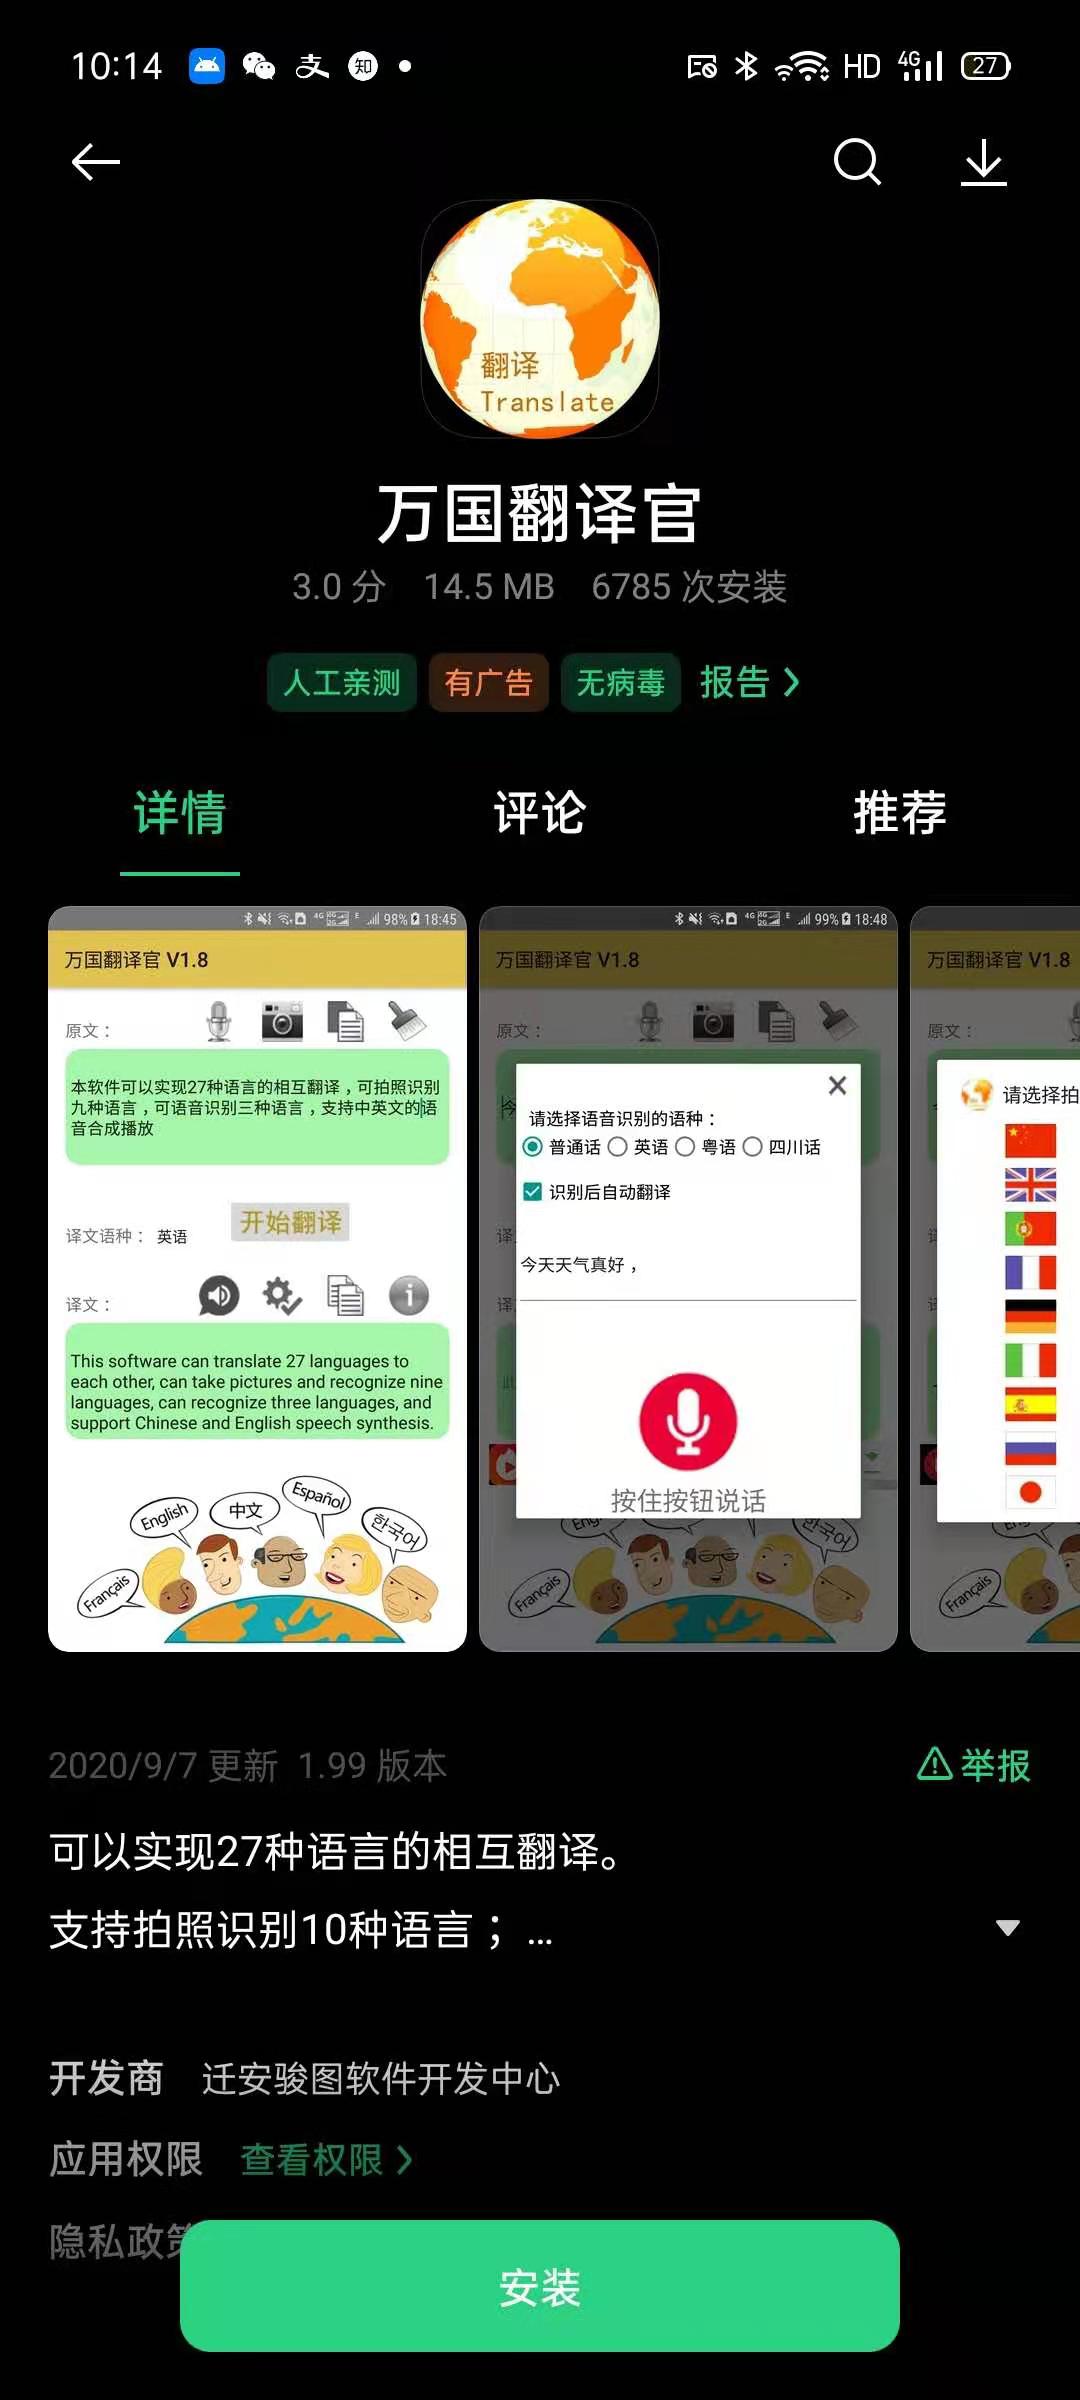 10:14
知
HD 4G 27
翻译
Translate
万国翻译官
3.0 分 14.5 MB 6785 次安装
人工亲测 有广告 无病毒 报告
详情 评论 推荐
98% 18:45
万国翻译官 V1.8
原文：
本软件可以实现27种语言的相互翻译，可拍照识别
九种语言，可语音识别三种语言，支持中英文的语
音合成播放
译文语种： 英语 开始翻译
译文：
This software can translate 27 languages to
each other, can take pictures and recognize nine
languages, can recognize three languages, and
support Chinese and English speech synthesis.
Français
English
中文
Español
한국어
99% 18:48
万国翻译官 V1.8
原文：
请选择语音识别的语种：
普通话 英语 粤语 四川话
识别后自动翻译
今天天气真好，
按住按钮说话
Français
한국어
万国翻译官 V1.8
原文：
请选择拍
Français
2020/9/7 更新 1.99 版本 举报
可以实现27种语言的相互翻译。
支持拍照识别10种语言； ...
开发商 迁安骏图软件开发中心
应用权限 查看权限
隐私政策
安装